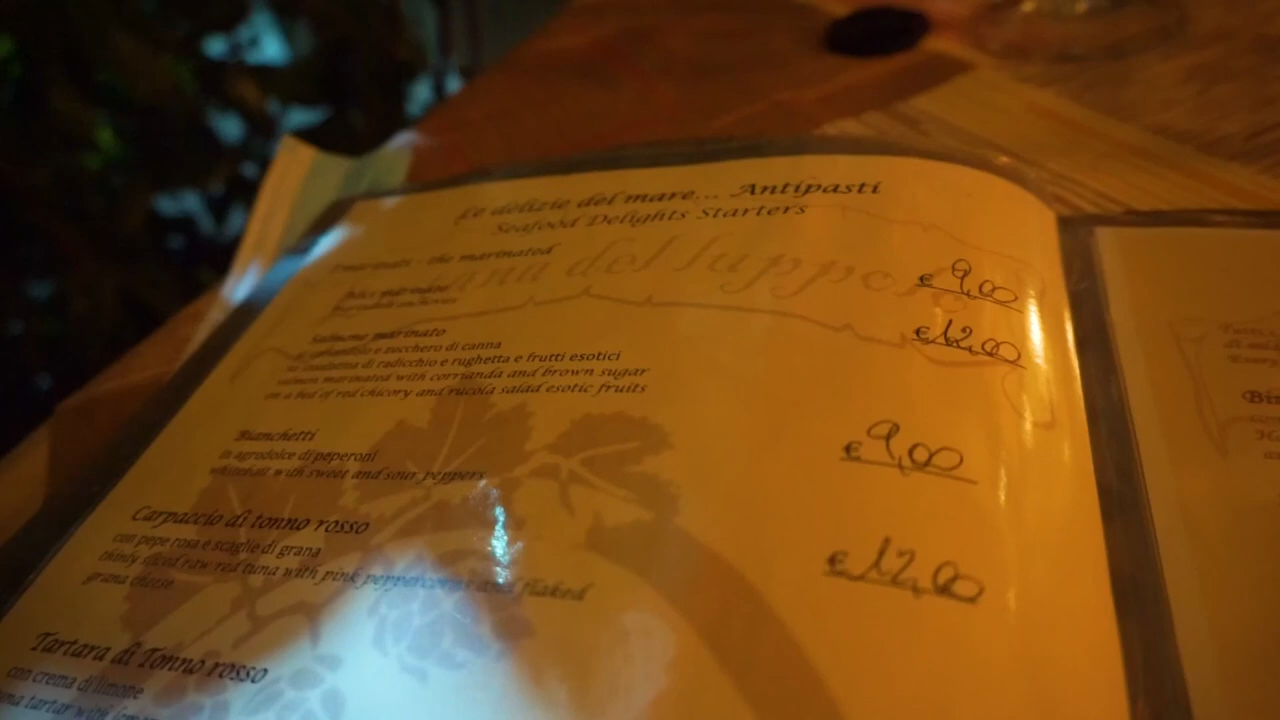 Le delizie del mare... Antipasti
Seafood Delights Starters
I marinati - the marinated
€ 9,00
Salmone marinato
€ 12,00
e zucchero di canna
di radicchio e rughetta e frutti esotici
salmon marinated with corrianda and brown sugar
on a bed of red chicory and rucola salad esotic fruits
Bianchetti
in agrodolce di peperoni
whitebait with sweet and sour peppers
€ 9,00
Carpaccio di tonno rosso
con pepe rosa e scaglie di grana
thinly sliced raw red tuna with pink peppercorns and flaked
grana cheese
€ 12,00
Tartara di Tonno rosso
con crema di limone
tartar with